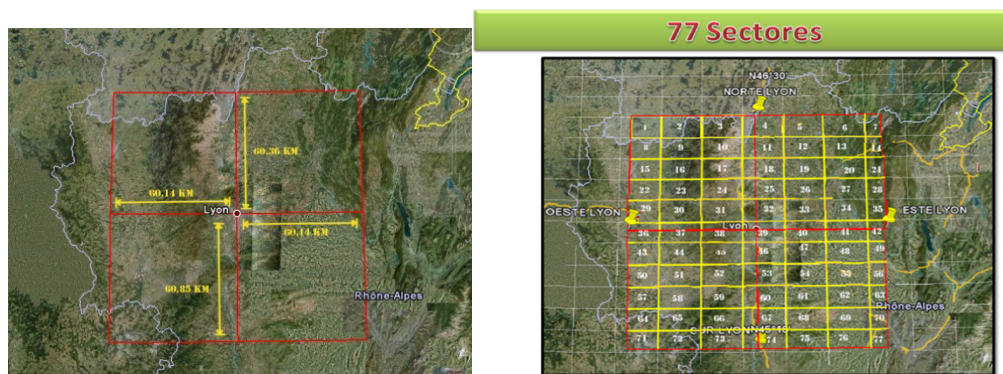 60,36 KM
60,14 KM
Lyon
60,14 KM
60,85 KM
Rhône-Alpes
77 Sectores
N46°30'
NORTE LYON
1 2 3 4 5 6 7
8 9 10 11 12 13 14
15 16 17 18 19 20 21
22 23 24 25 26 27 28
OESTE LYON
29 30 31 32 33 34 35
ESTE LYON
36 37 38 Lyon 39 40 41 42
43 44 45 46 47 48 49
50 51 52 53 54 55 56
57 58 59 60 61 62 63
Rhône-Alpes
64 65 66 67 68 69 70
SUR LYON
71 72 73 74 75 76 77